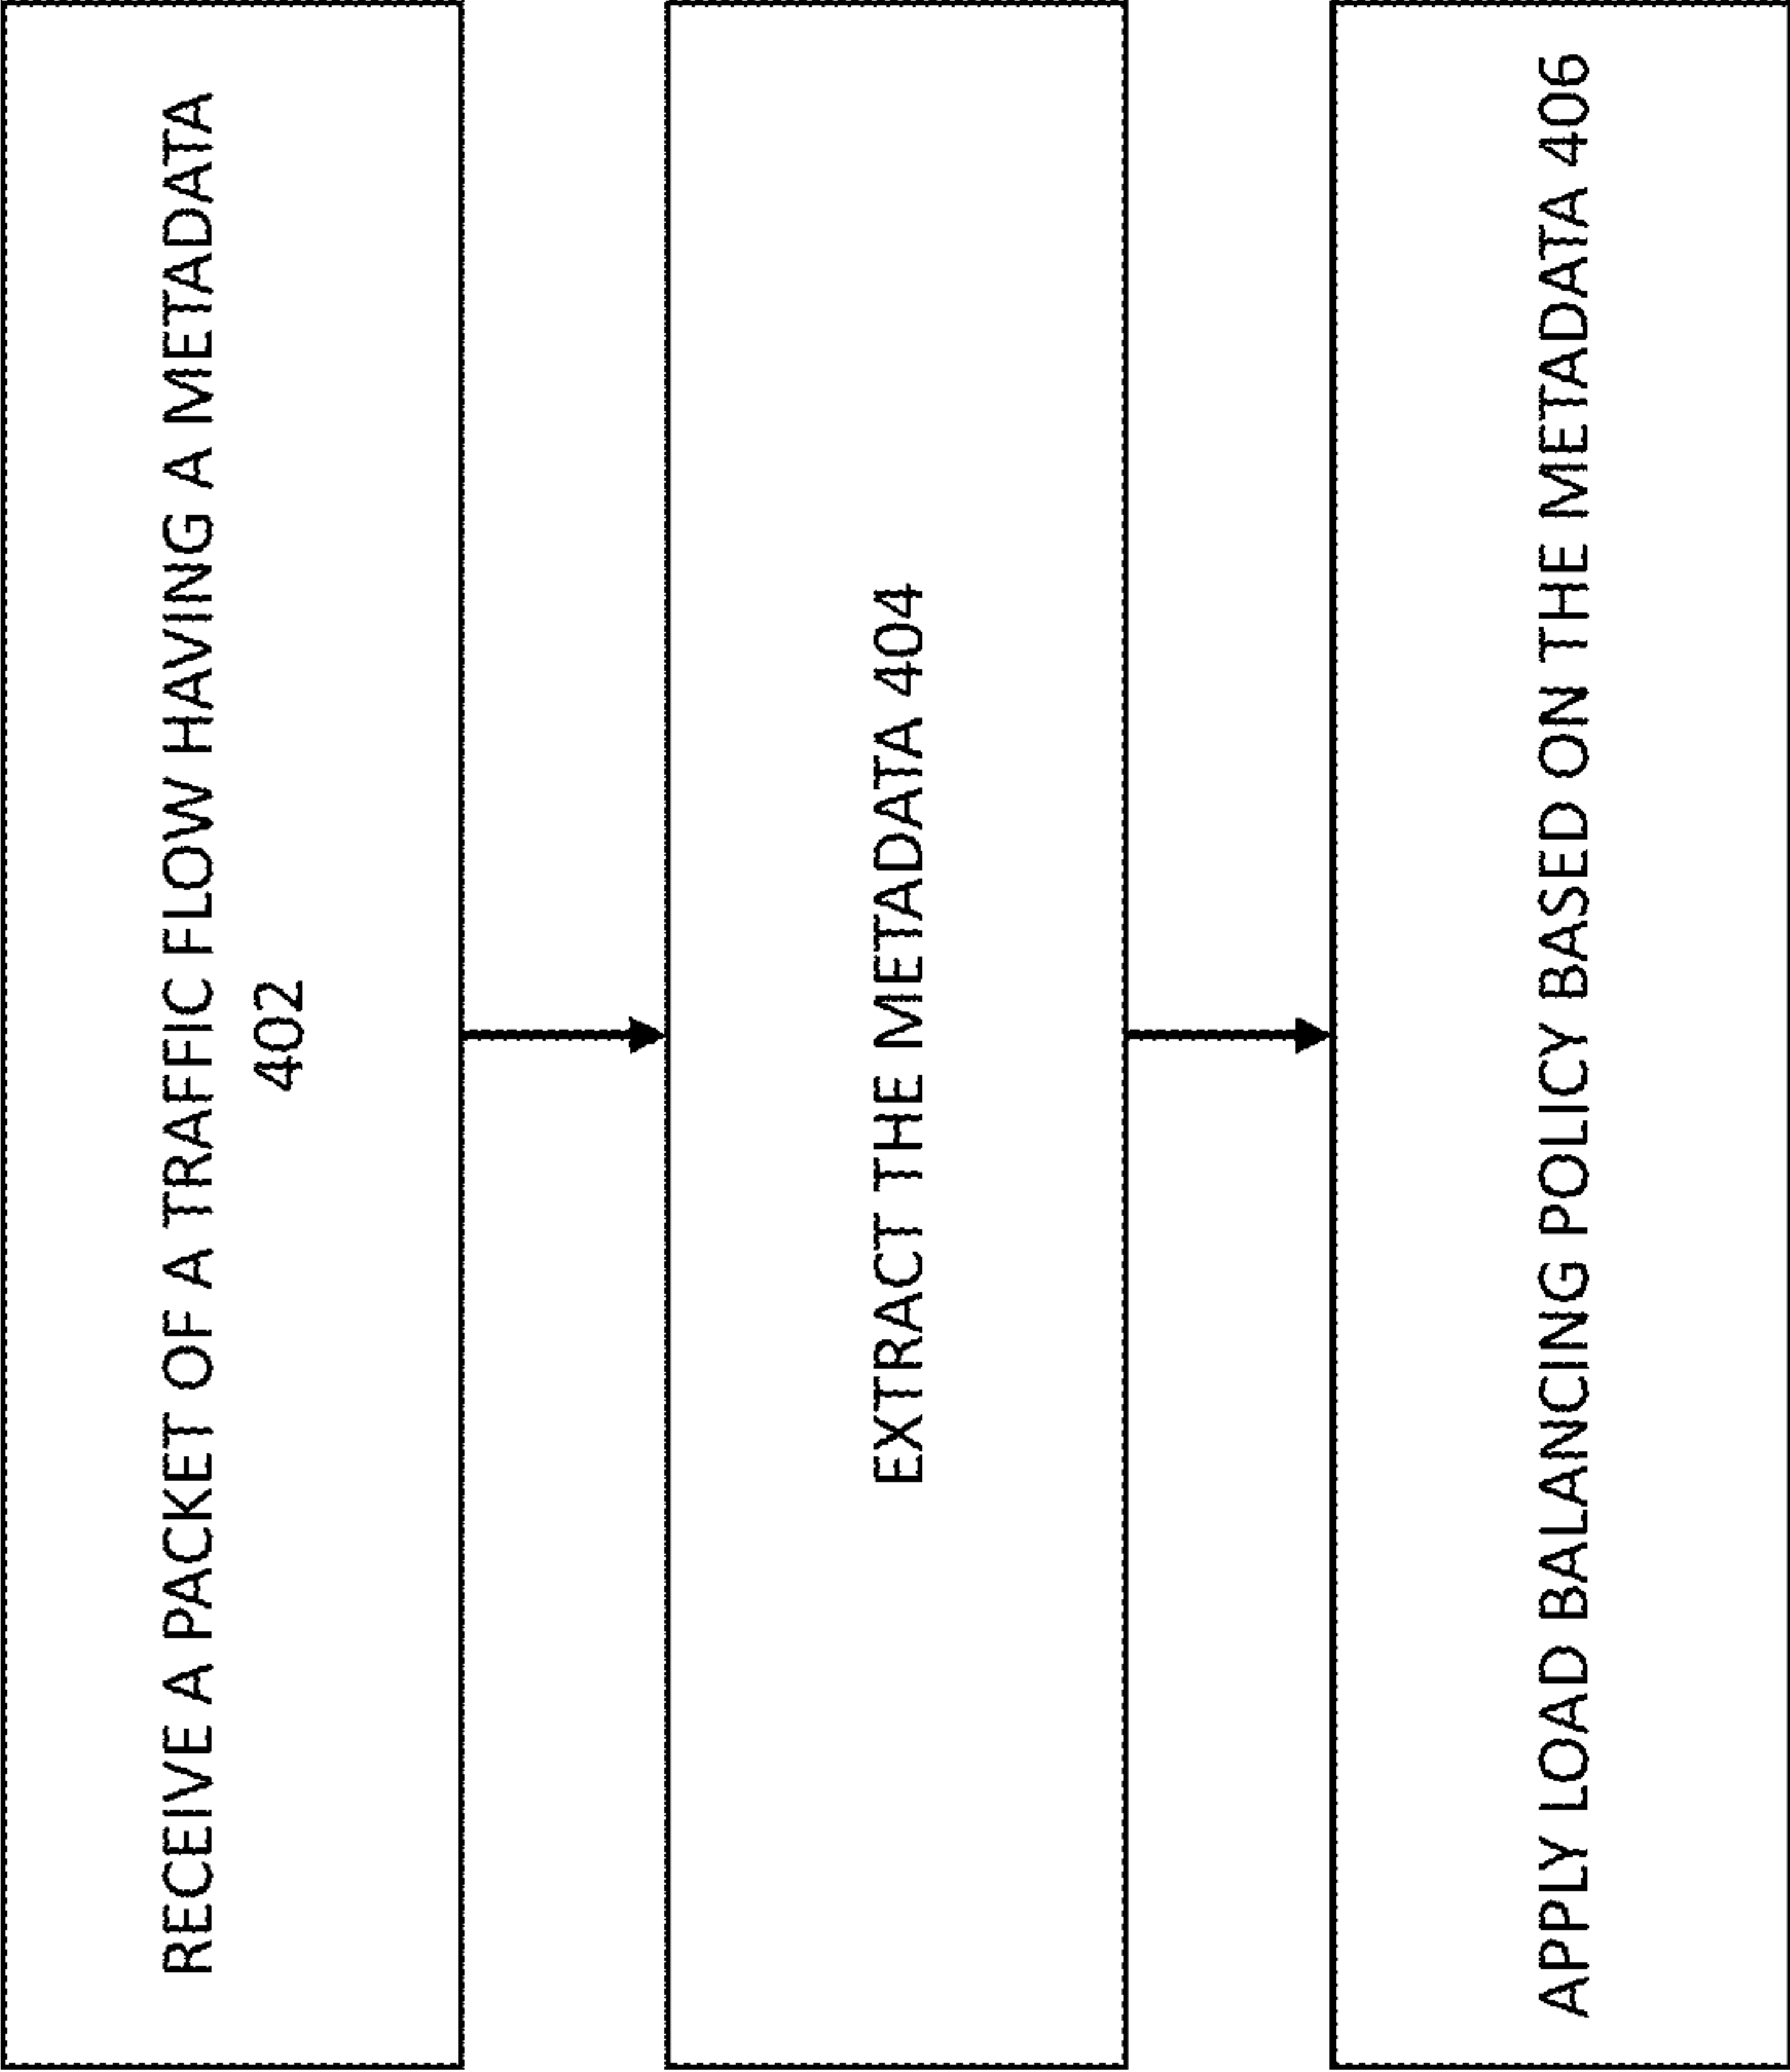 RECEIVE A PACKET OF A TRAFFIC FLOW HAVING A METADATA
402
EXTRACT THE METADATA 404
APPLY LOAD BALANCING POLICY BASED ON THE METADATA 406